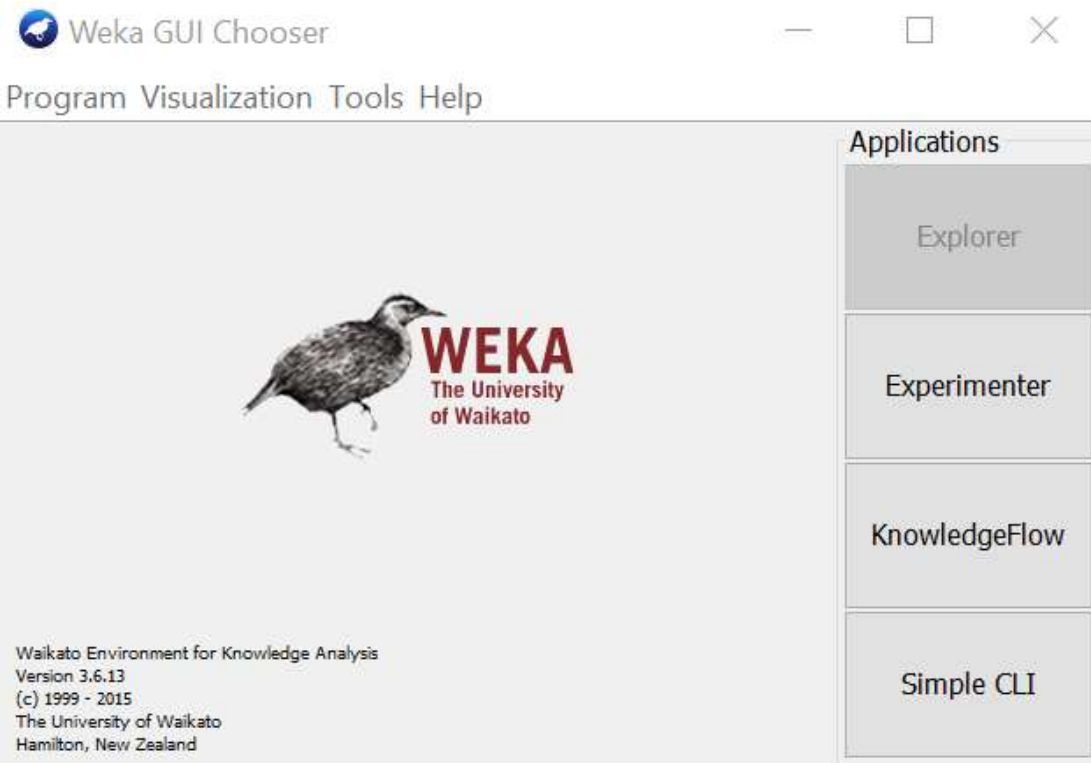 Weka GUI Chooser
Program Visualization Tools Help
Applications
Explorer
Experimenter
KnowledgeFlow
Simple CLI
WEKA
The University
of Waikato
Waikato Environment for Knowledge Analysis
Version 3.6.13
(c) 1999 - 2015
The University of Waikato
Hamilton, New Zealand